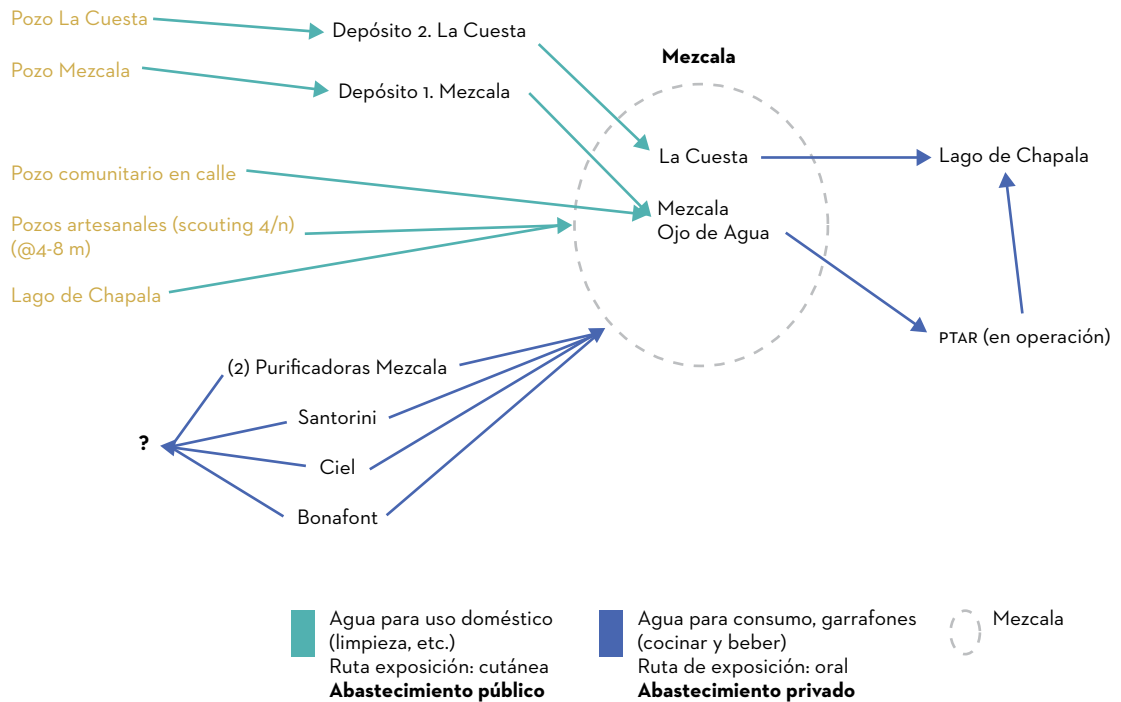 Pozo La Cuesta
Depósito 2. La Cuesta
Mezcala
Pozo Mezcala
Depósito 1. Mezcala
La Cuesta
Lago de Chapala
Pozo comunitario en calle
Mezcala
Ojo de Agua
Pozos artesanales (scouting 4/n)
(@4-8 m)
Lago de Chapala
PTAR (en operación)
(2) Purificadoras Mezcala
Santorini
?
Ciel
Bonafont
Agua para uso doméstico
(limpieza, etc.)
Ruta exposición: cutánea
Abastecimiento público
Agua para consumo, garrafones
(cocinar y beber)
Ruta de exposición: oral
Abastecimiento privado
Mezcala